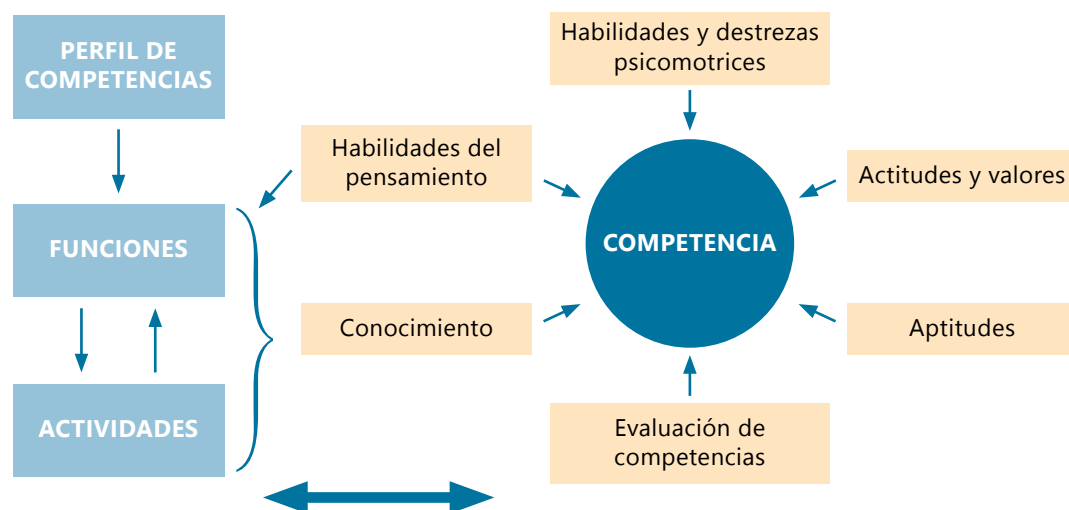 PERFIL DE
COMPETENCIAS
FUNCIONES
ACTIVIDADES
Habilidades del
pensamiento
Conocimiento
Habilidades y destrezas
psicomotrices
COMPETENCIA
Evaluación de
competencias
Actitudes y valores
Aptitudes